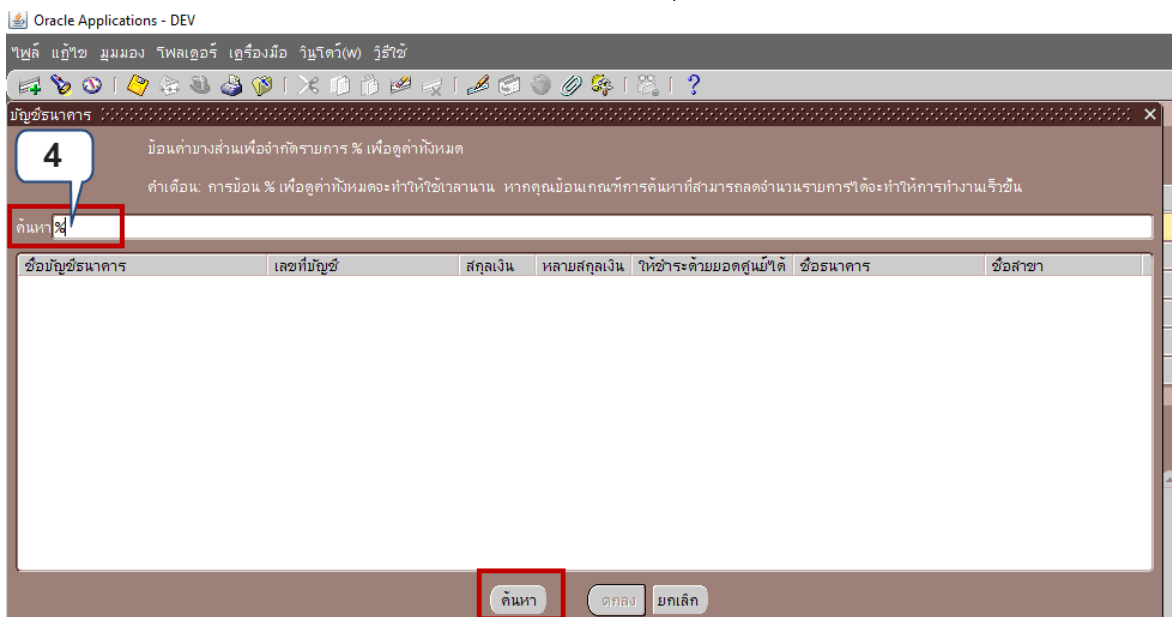 Oracle Applications - DEV
ไฟล์ แก้ไข มุมมอง โฟลเดอร์ เครื่องมือ วินโดว์(w) วิธีใช้
บัญชีธนาคาร
4
ป้อนค่าบางส่วนเพื่อจำกัดรายการ % เพื่อดูค่าทั้งหมด
คำเตือน: การป้อน % เพื่อดูค่าทั้งหมดจะทำให้ใช้เวลานาน หากคุณป้อนเกณฑ์การค้นหาที่สามารถลดจำนวนรายการได้จะทำให้การทำงานเร็วขึ้น
ค้นหา %
ชื่อบัญชีธนาคาร เลขที่บัญชี สกุลเงิน หลายสกุลเงิน ให้ชำระด้วยยอดศูนย์ได้ ชื่อธนาคาร ชื่อสาขา
ค้นหา ตกลง ยกเลิก